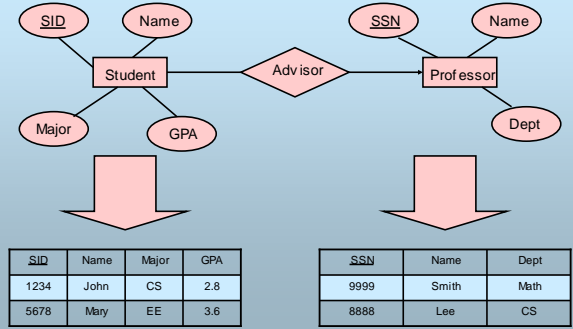 SID Name SSN Name
Student Advisor Professor
Major GPA Dept
SID Name Major GPA
1234 John CS 2.8
5678 Mary EE 3.6
SSN Name Dept
9999 Smith Math
8888 Lee CS